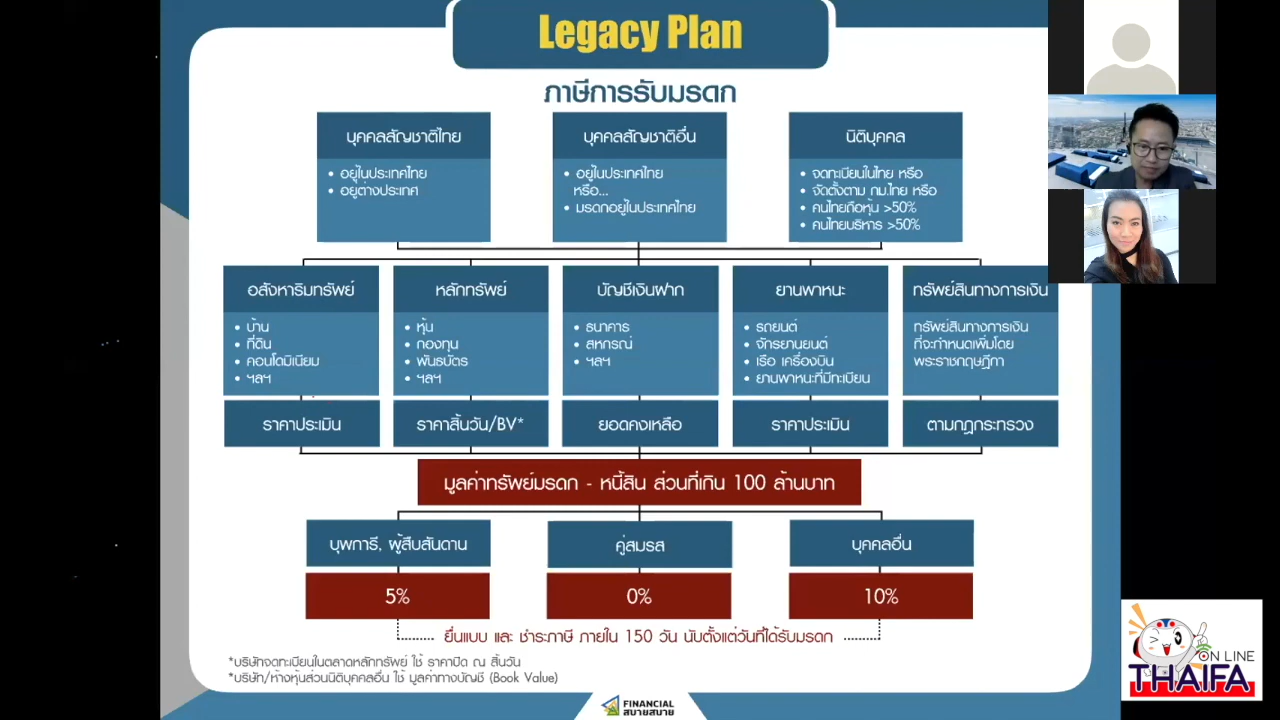 Legacy Plan
ภาษีการรับมรดก
บุคคลสัญชาติไทย
• อยู่ในประเทศไทย
• อยู่ต่างประเทศ
บุคคลสัญชาติอื่น
• อยู่ในประเทศไทย
หรือ...
• มรดกอยู่ในประเทศไทย
นิติบุคคล
• จดทะเบียนในไทย หรือ
• จัดตั้งตาม กม.ไทย หรือ
• คนไทยถือหุ้น >50%
• คนไทยบริหาร >50%
อสังหาริมทรัพย์
• บ้าน
• ที่ดิน
• คอนโดมิเนียม
• ฯลฯ
หลักทรัพย์
• หุ้น
• กองทุน
• พันธบัตร
• ฯลฯ
บัญชีเงินฝาก
• ธนาคาร
• สหกรณ์
• ฯลฯ
ยานพาหนะ
• รถยนต์
• จักรยานยนต์
• เรือ เครื่องบิน
• ยานพาหนะที่มีทะเบียน
ทรัพย์สินทางการเงิน
ทรัพย์สินทางการเงิน
ที่จะกำหนดเพิ่มโดย
พระราชกฤษฎีกา
ราคาประเมิน
ราคาสิ้นวัน/BV*
ยอดคงเหลือ
ราคาประเมิน
ตามกฎกระทรวง
มูลค่าทรัพย์มรดก - หนี้สิน ส่วนที่เกิน 100 ล้านบาท
บุพการี, ผู้สืบสันดาน
5%
คู่สมรส
0%
บุคคลอื่น
10%
ยื่นแบบ และ ชำระภาษี ภายใน 150 วัน นับตั้งแต่วันที่ได้รับมรดก
*บริษัทจดทะเบียนในตลาดหลักทรัพย์ ใช้ ราคาปิด ณ สิ้นวัน
*บริษัท/ห้างหุ้นส่วนนิติบุคคลอื่น ใช้ มูลค่าทางบัญชี (Book Value)
FINANCIAL
สบายสบาย
ON LINE
THAIFA